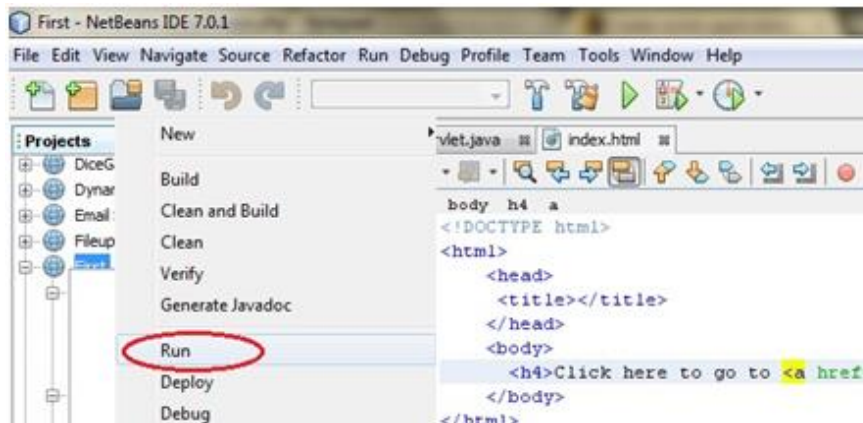 First - NetBeans IDE 7.0.1
File Edit View Navigate Source Refactor Run Debug Profile Team Tools Window Help
Projects
DiceG
Dynar
Email
Fileup
First
New
Build
Clean and Build
Clean
Verify
Generate Javadoc
Run
Deploy
Debug
vlet.java index.html
body h4 a
<!DOCTYPE html>
<html>
<head>
<title></title>
</head>
<body>
<h4>Click here to go to <a href
</body>
</html>